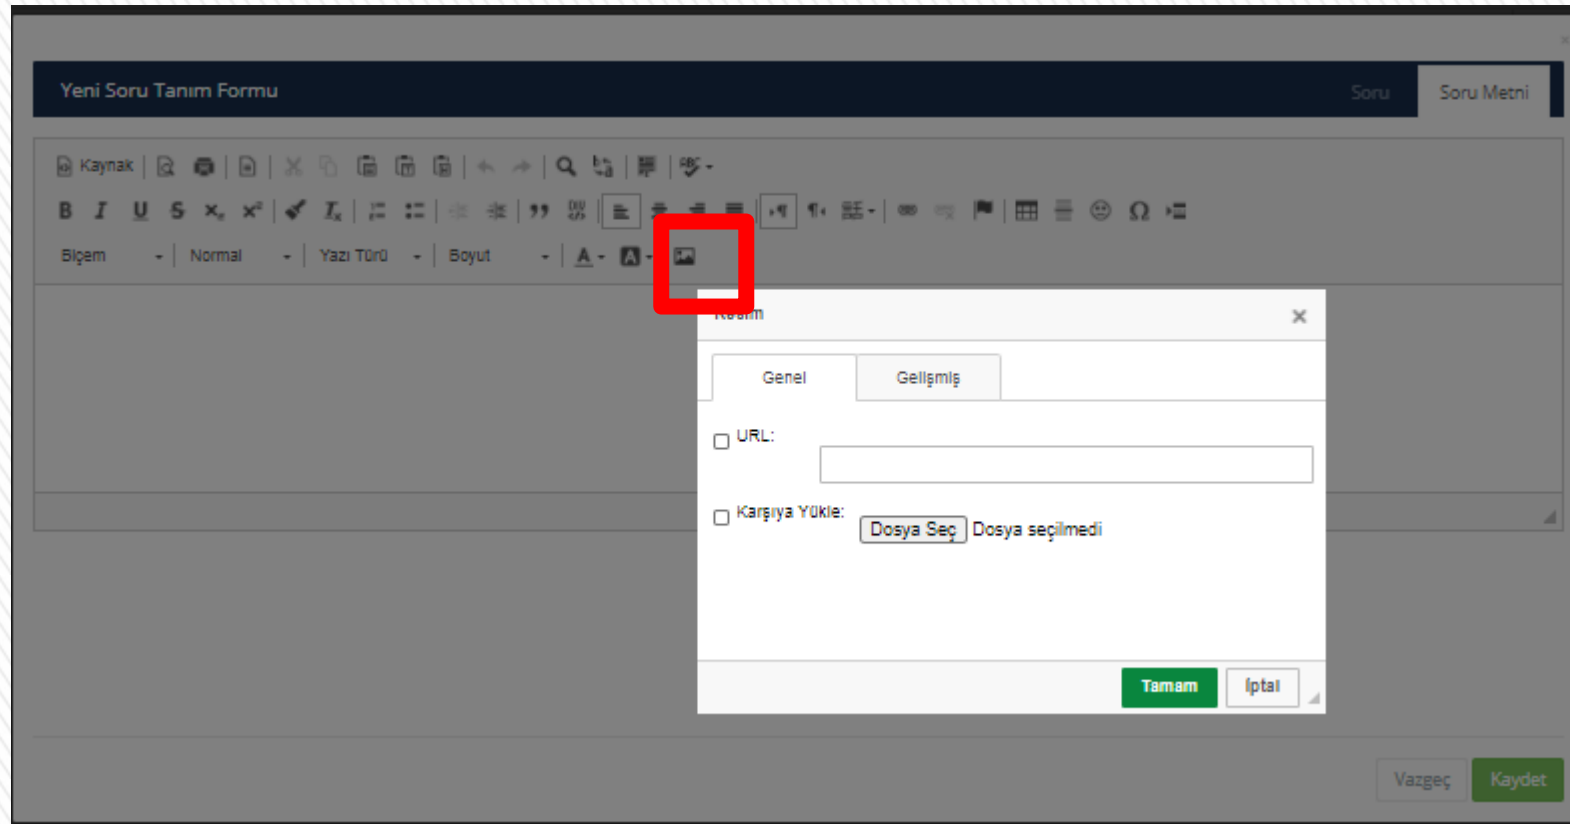 Yeni Soru Tanım Formu
Soru
Soru Metni
Kaynak
Biçem
Normal
Yazı Türü
Boyut
Genel
Gelişmiş
URL:
Karşıya Yükle:
Dosya Seç Dosya seçilmedi
Tamam
İptal
Vazgeç
Kaydet